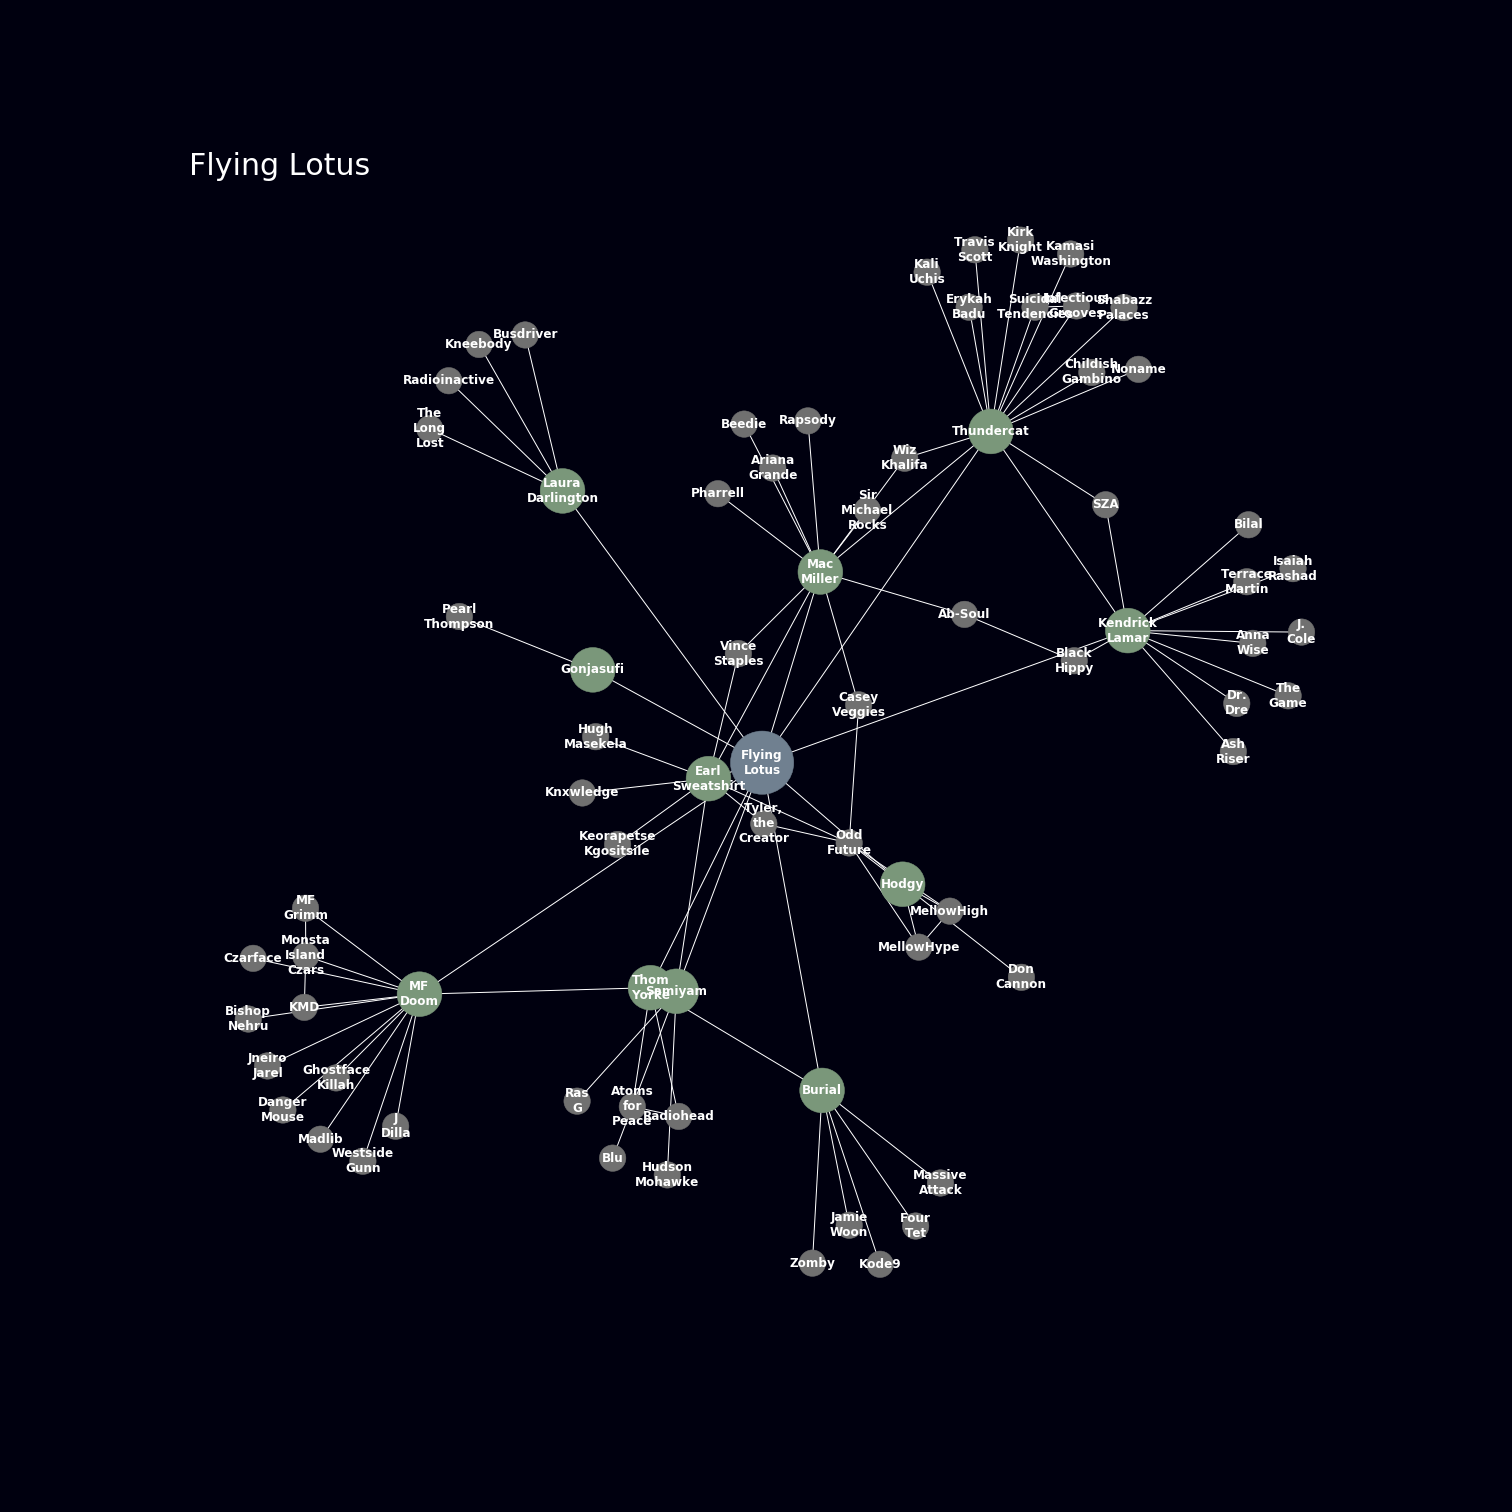 Flying Lotus
Kirk
Knight
Travis
Scott
Kamasi
Washington
Kali
Uchis
Erykah
Badu
Suicidal
Tendencies
Infectious
Grooves
Shabazz
Palaces
Busdriver
Kneebody
Childish
Gambino
Noname
Radioinactive
The
Long
Lost
Beedie
Rapsody
Thundercat
Wiz
Khalifa
Ariana
Grande
Laura
Darlington
Pharrell
Sir
Michael
Rocks
SZA
Bilal
Mac
Miller
Isaiah
Rashad
Terrace
Martin
Pearl
Thompson
Ab-Soul
Kendrick
Lamar
J.
Cole
Anna
Wise
Vince
Staples
Black
Hippy
Gonjasufi
Casey
Veggies
The
Game
Dr.
Dre
Hugh
Masekela
Ash
Riser
Flying
Lotus
Earl
Sweatshirt
Knxwledge
Tyler,
the
Creator
Keorapetse
Kgositsile
Odd
Future
Hodgy
MF
Grimm
MellowHigh
MellowHype
Monsta
Island
Czars
Czarface
Don
Cannon
MF
Doom
Thom
Yorke
Samiyam
KMD
Bishop
Nehru
Jneiro
Jarel
Ghostface
Killah
Burial
Ras
G
Atoms
for
Peace
Radiohead
Danger
Mouse
J
Dilla
Madlib
Westside
Gunn
Blu
Hudson
Mohawke
Massive
Attack
Jamie
Woon
Four
Tet
Zomby
Kode9